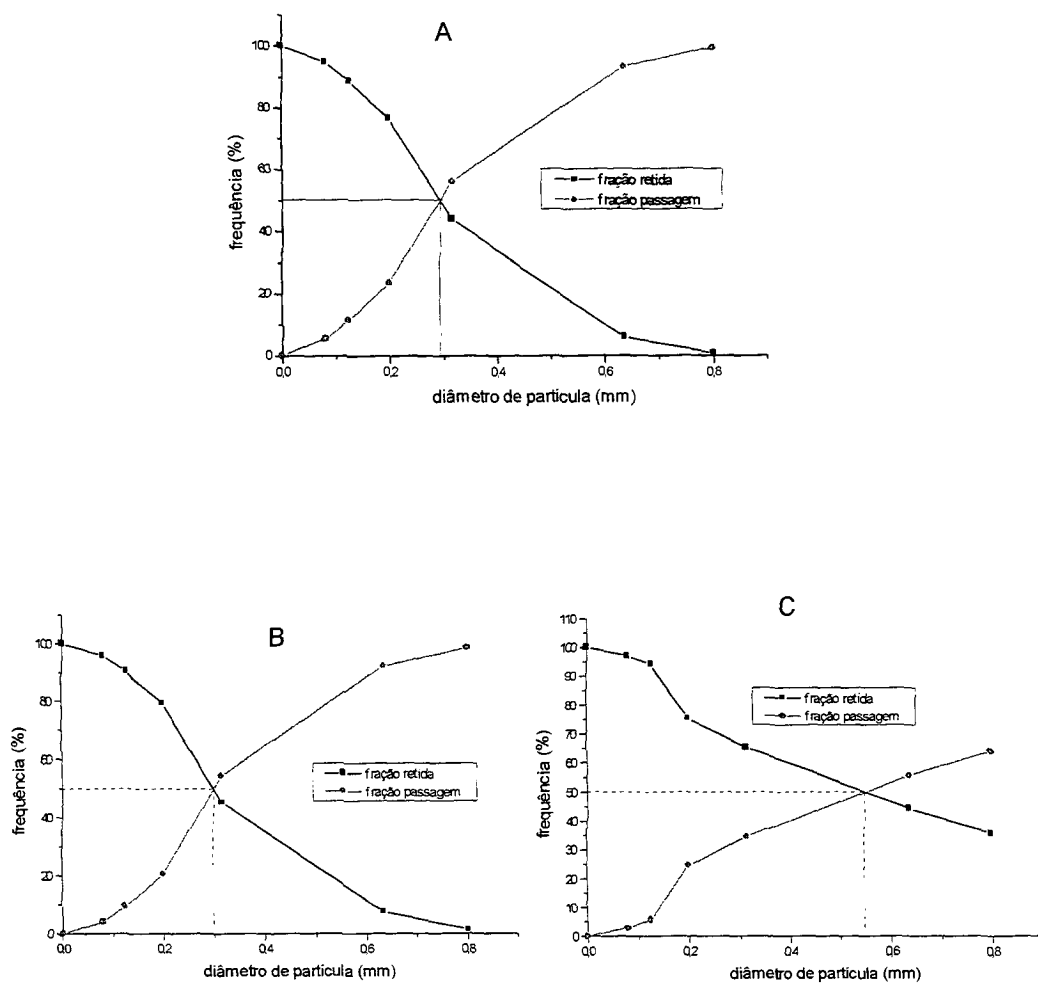 A
100
80
60
40
20
0
frequência (%)
fração retida
fração passagem
0,0
0,2
0,4
0,6
0,8
diâmetro de partícula (mm)
B
100
80
60
40
20
0
frequência (%)
fração retida
fração passagem
0,0
0,2
0,4
0,6
0,8
diâmetro de partícula (mm)
C
110
100
90
80
70
60
50
40
30
20
10
0
frequência (%)
fração retida
fração passagem
0,0
0,2
0,4
0,6
0,8
diâmetro de partícula (mm)